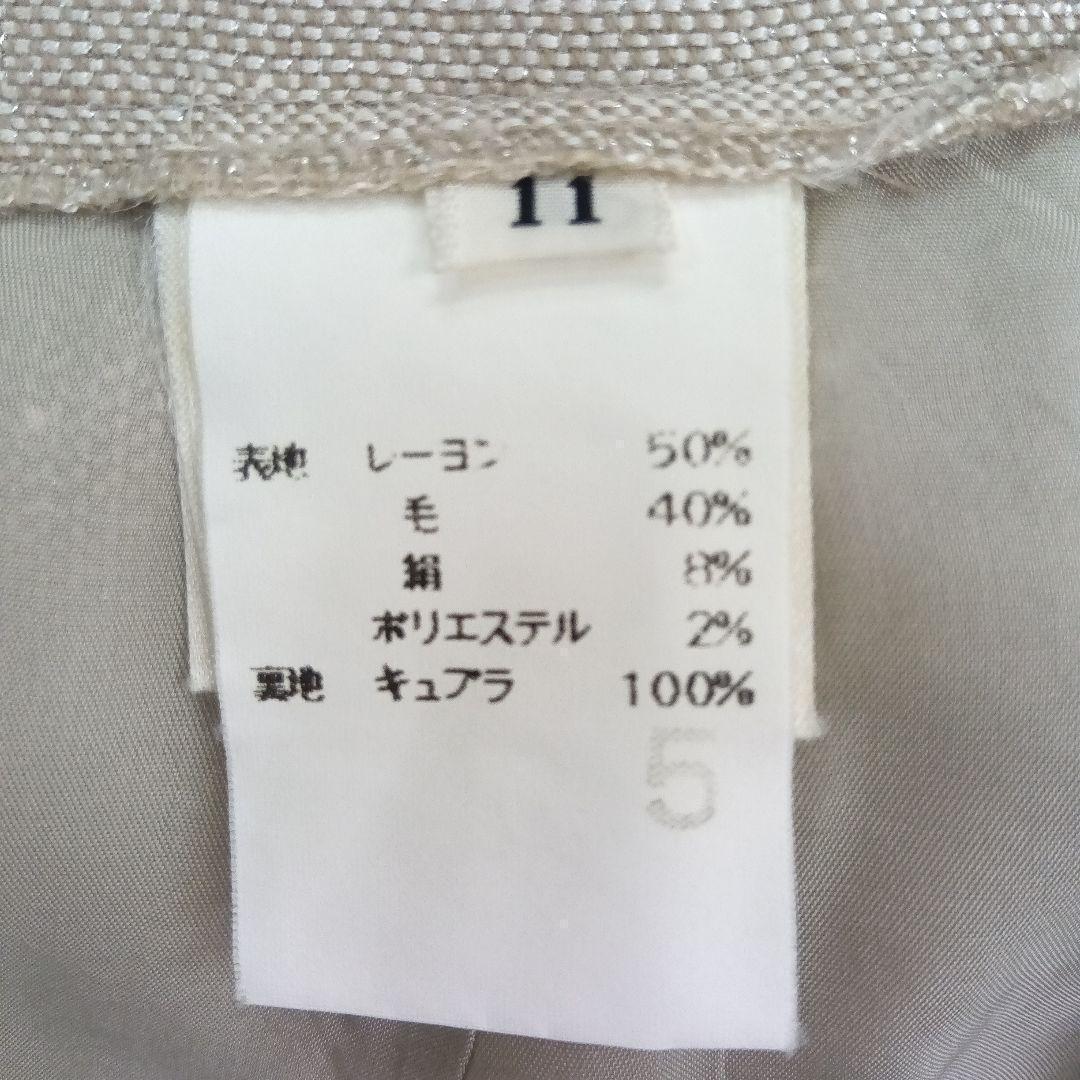 11
表地 レーヨン 50%
毛 40%
絹 8%
ポリエステル 2%
裏地 キュプラ 100%
5